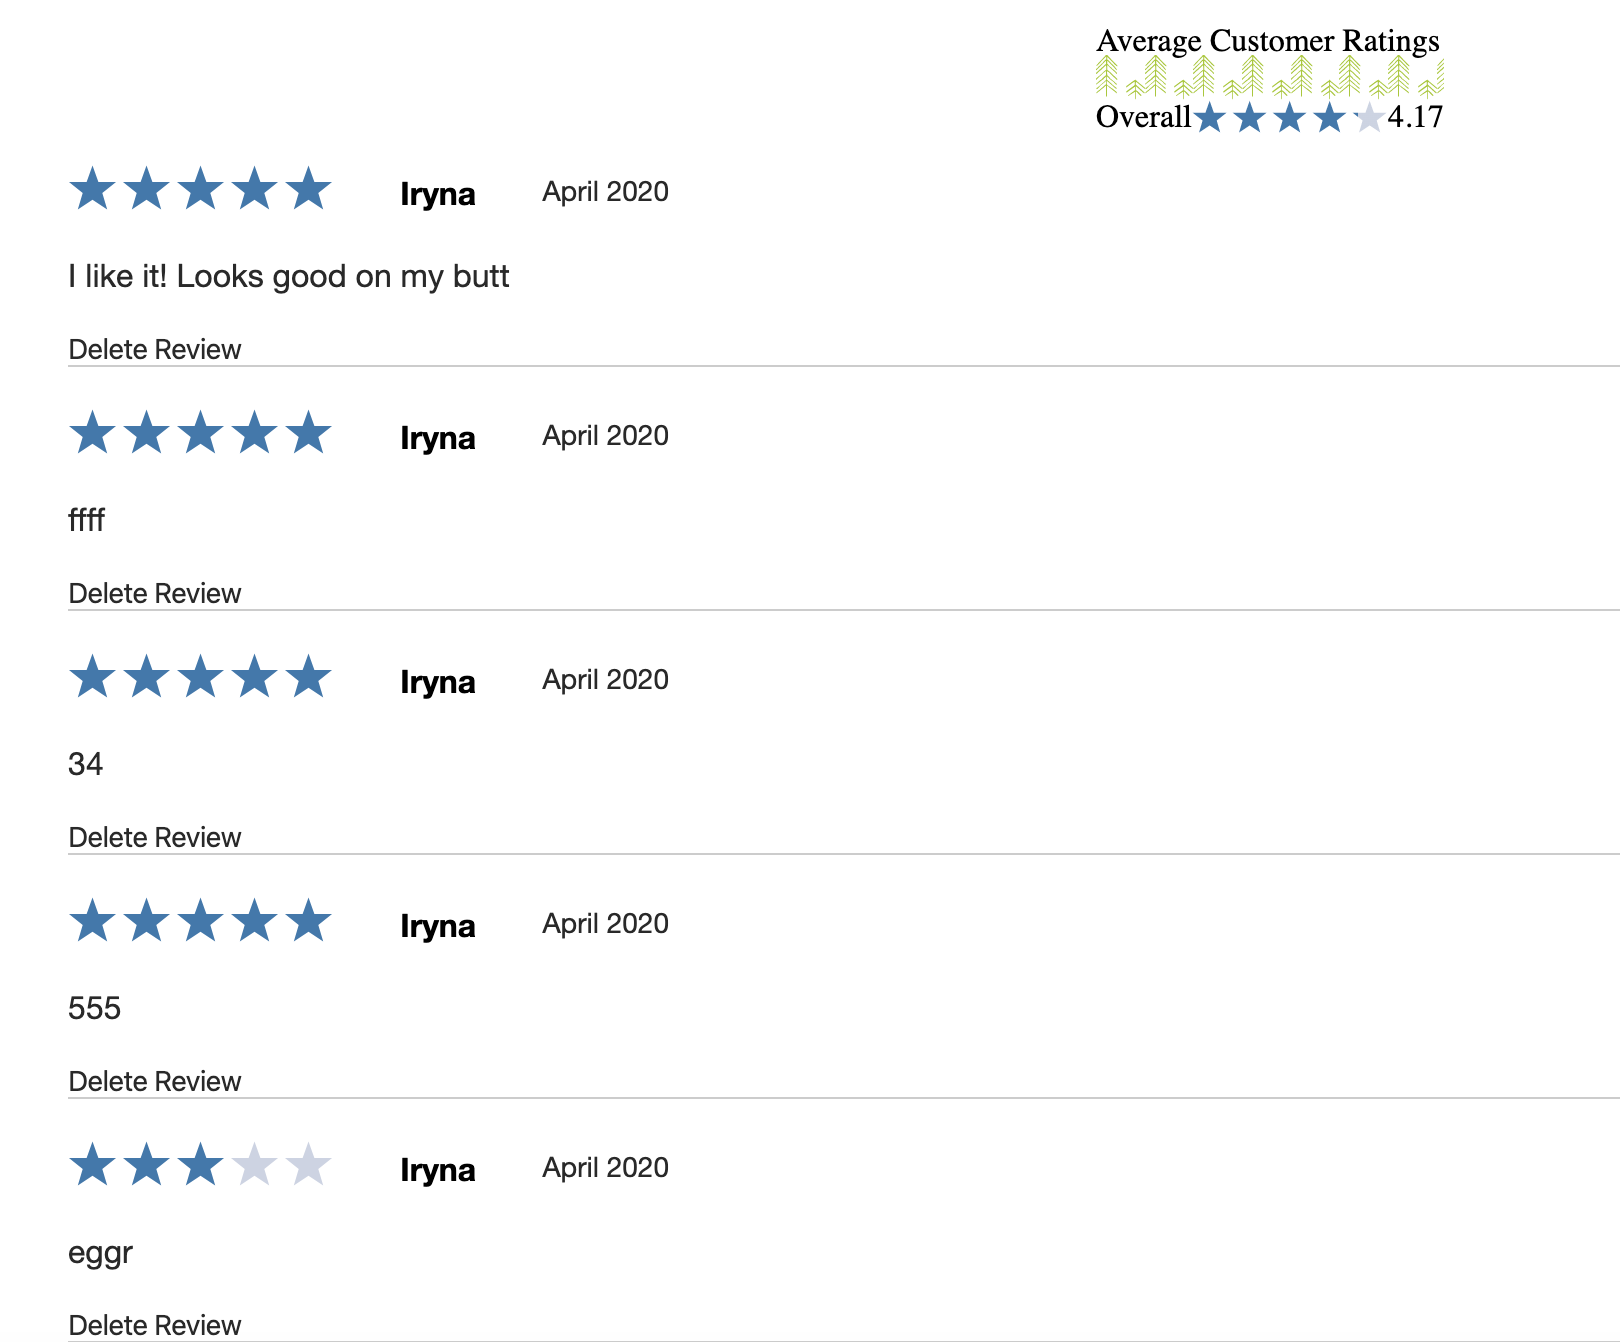 Average Customer Ratings
Overall 4.17
Iryna April 2020
I like it! Looks good on my butt
Delete Review
Iryna April 2020
ffff
Delete Review
Iryna April 2020
34
Delete Review
Iryna April 2020
555
Delete Review
Iryna April 2020
eggr
Delete Review